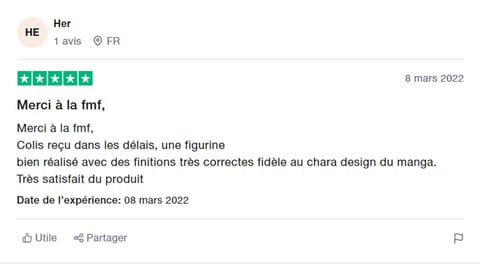 HE
Her
1 avis FR
8 mars 2022
Merci à la fmf,
Merci à la fmf,
Colis reçu dans les délais, une figurine
bien réalisé avec des finitions très correctes fidèle au chara design du manga.
Très satisfait du produit
Date de l'expérience: 08 mars 2022
Utile Partager